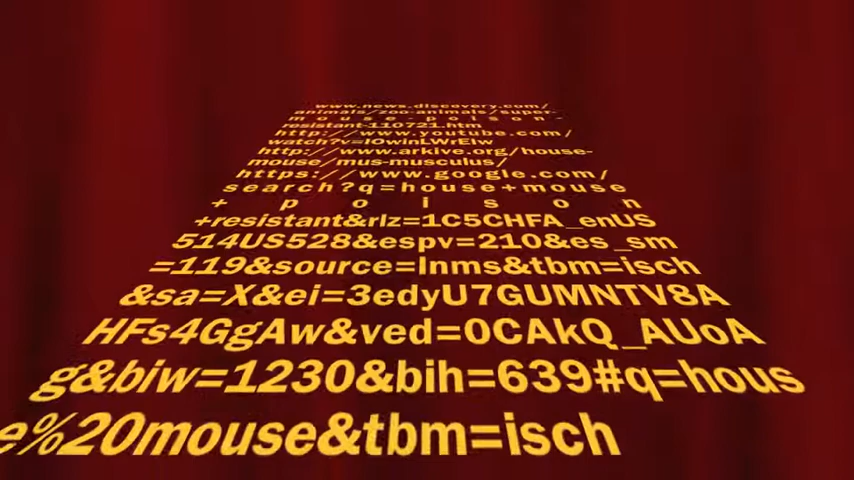 www.news.discovery.com/
animals/zoo-animals/super-
mouse-poison-
resistant-110721.htm
http://www.youtube.com/
watch?v=IOwinLWrEIw
http://www.arkive.org/house-
mouse/mus-musculus/
https://www.google.com/
search?q=house+mouse
+ p o i s o n
+resistant&rlz=1C5CHFA_enUS
514US528&espv=210&es_sm
=119&source=lnms&tbm=isch
&sa=X&ei=3edyU7GUMNTV8A
HFs4GgAw&ved=0CAkQ_AUoA
g&biw=1230&bih=639#q=hous
e%20mouse&tbm=isch